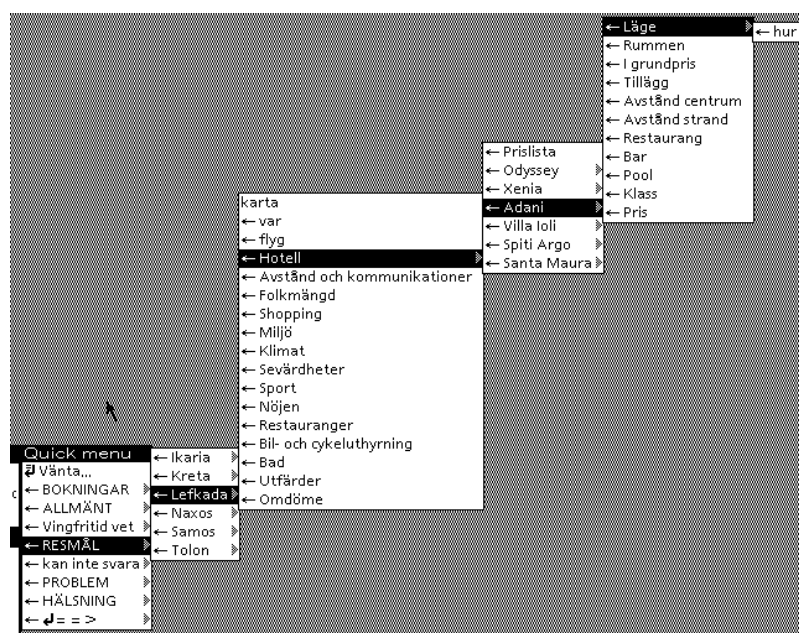 Quick menu
Vänta...
← BOKNINGAR
← ALLMÄNT
← Vingfritid vet
← RESMÅL
← kan inte svara
← PROBLEM
← HÄLSNING
← ↲ = = >
← Ikaria
← Kreta
← Lefkada
← Naxos
← Samos
← Tolon
karta
← var
← flyg
← Hotell
← Avstånd och kommunikationer
← Folkmängd
← Shopping
← Miljö
← Klimat
← Sevärdheter
← Sport
← Nöjen
← Restauranger
← Bil- och cykeluthyrning
← Bad
← Utfärder
← Omdöme
← Prislista
← Odyssey
← Xenia
← Adani
← Villa Ioli
← Spiti Argo
← Santa Maura
← Läge
← Rummen
← I grundpris
← Tillägg
← Avstånd centrum
← Avstånd strand
← Restaurang
← Bar
← Pool
← Klass
← Pris
← hur